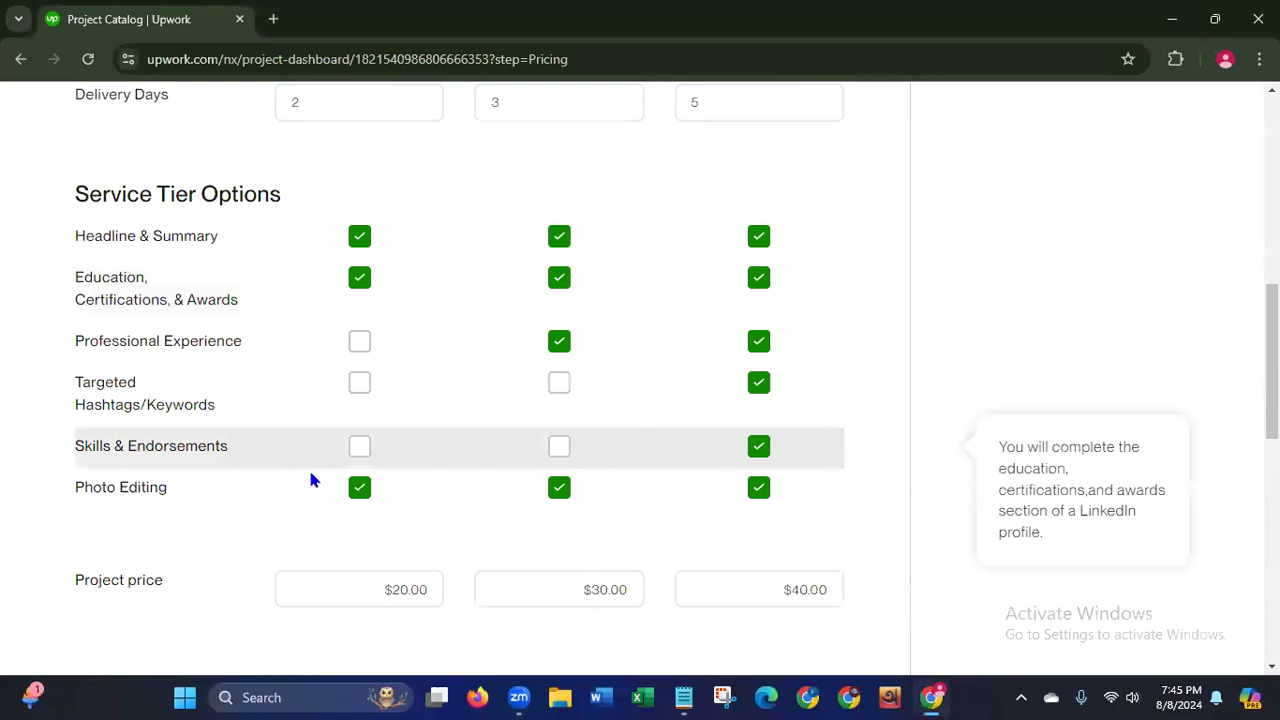 Project Catalog | Upwork
upwork.com/nx/project-dashboard/1821540986806666353?step=Pricing
Delivery Days
2
3
5
Service Tier Options
Headline & Summary
Education,
Certifications, & Awards
Professional Experience
Targeted
Hashtags/Keywords
Skills & Endorsements
Photo Editing
Project price
$20.00
$30.00
$40.00
You will complete the
education,
certifications,and awards
section of a LinkedIn
profile.
Activate Windows
Go to Settings to activate Windows.
1
Search
zm
7:45 PM
8/8/2024
PRE